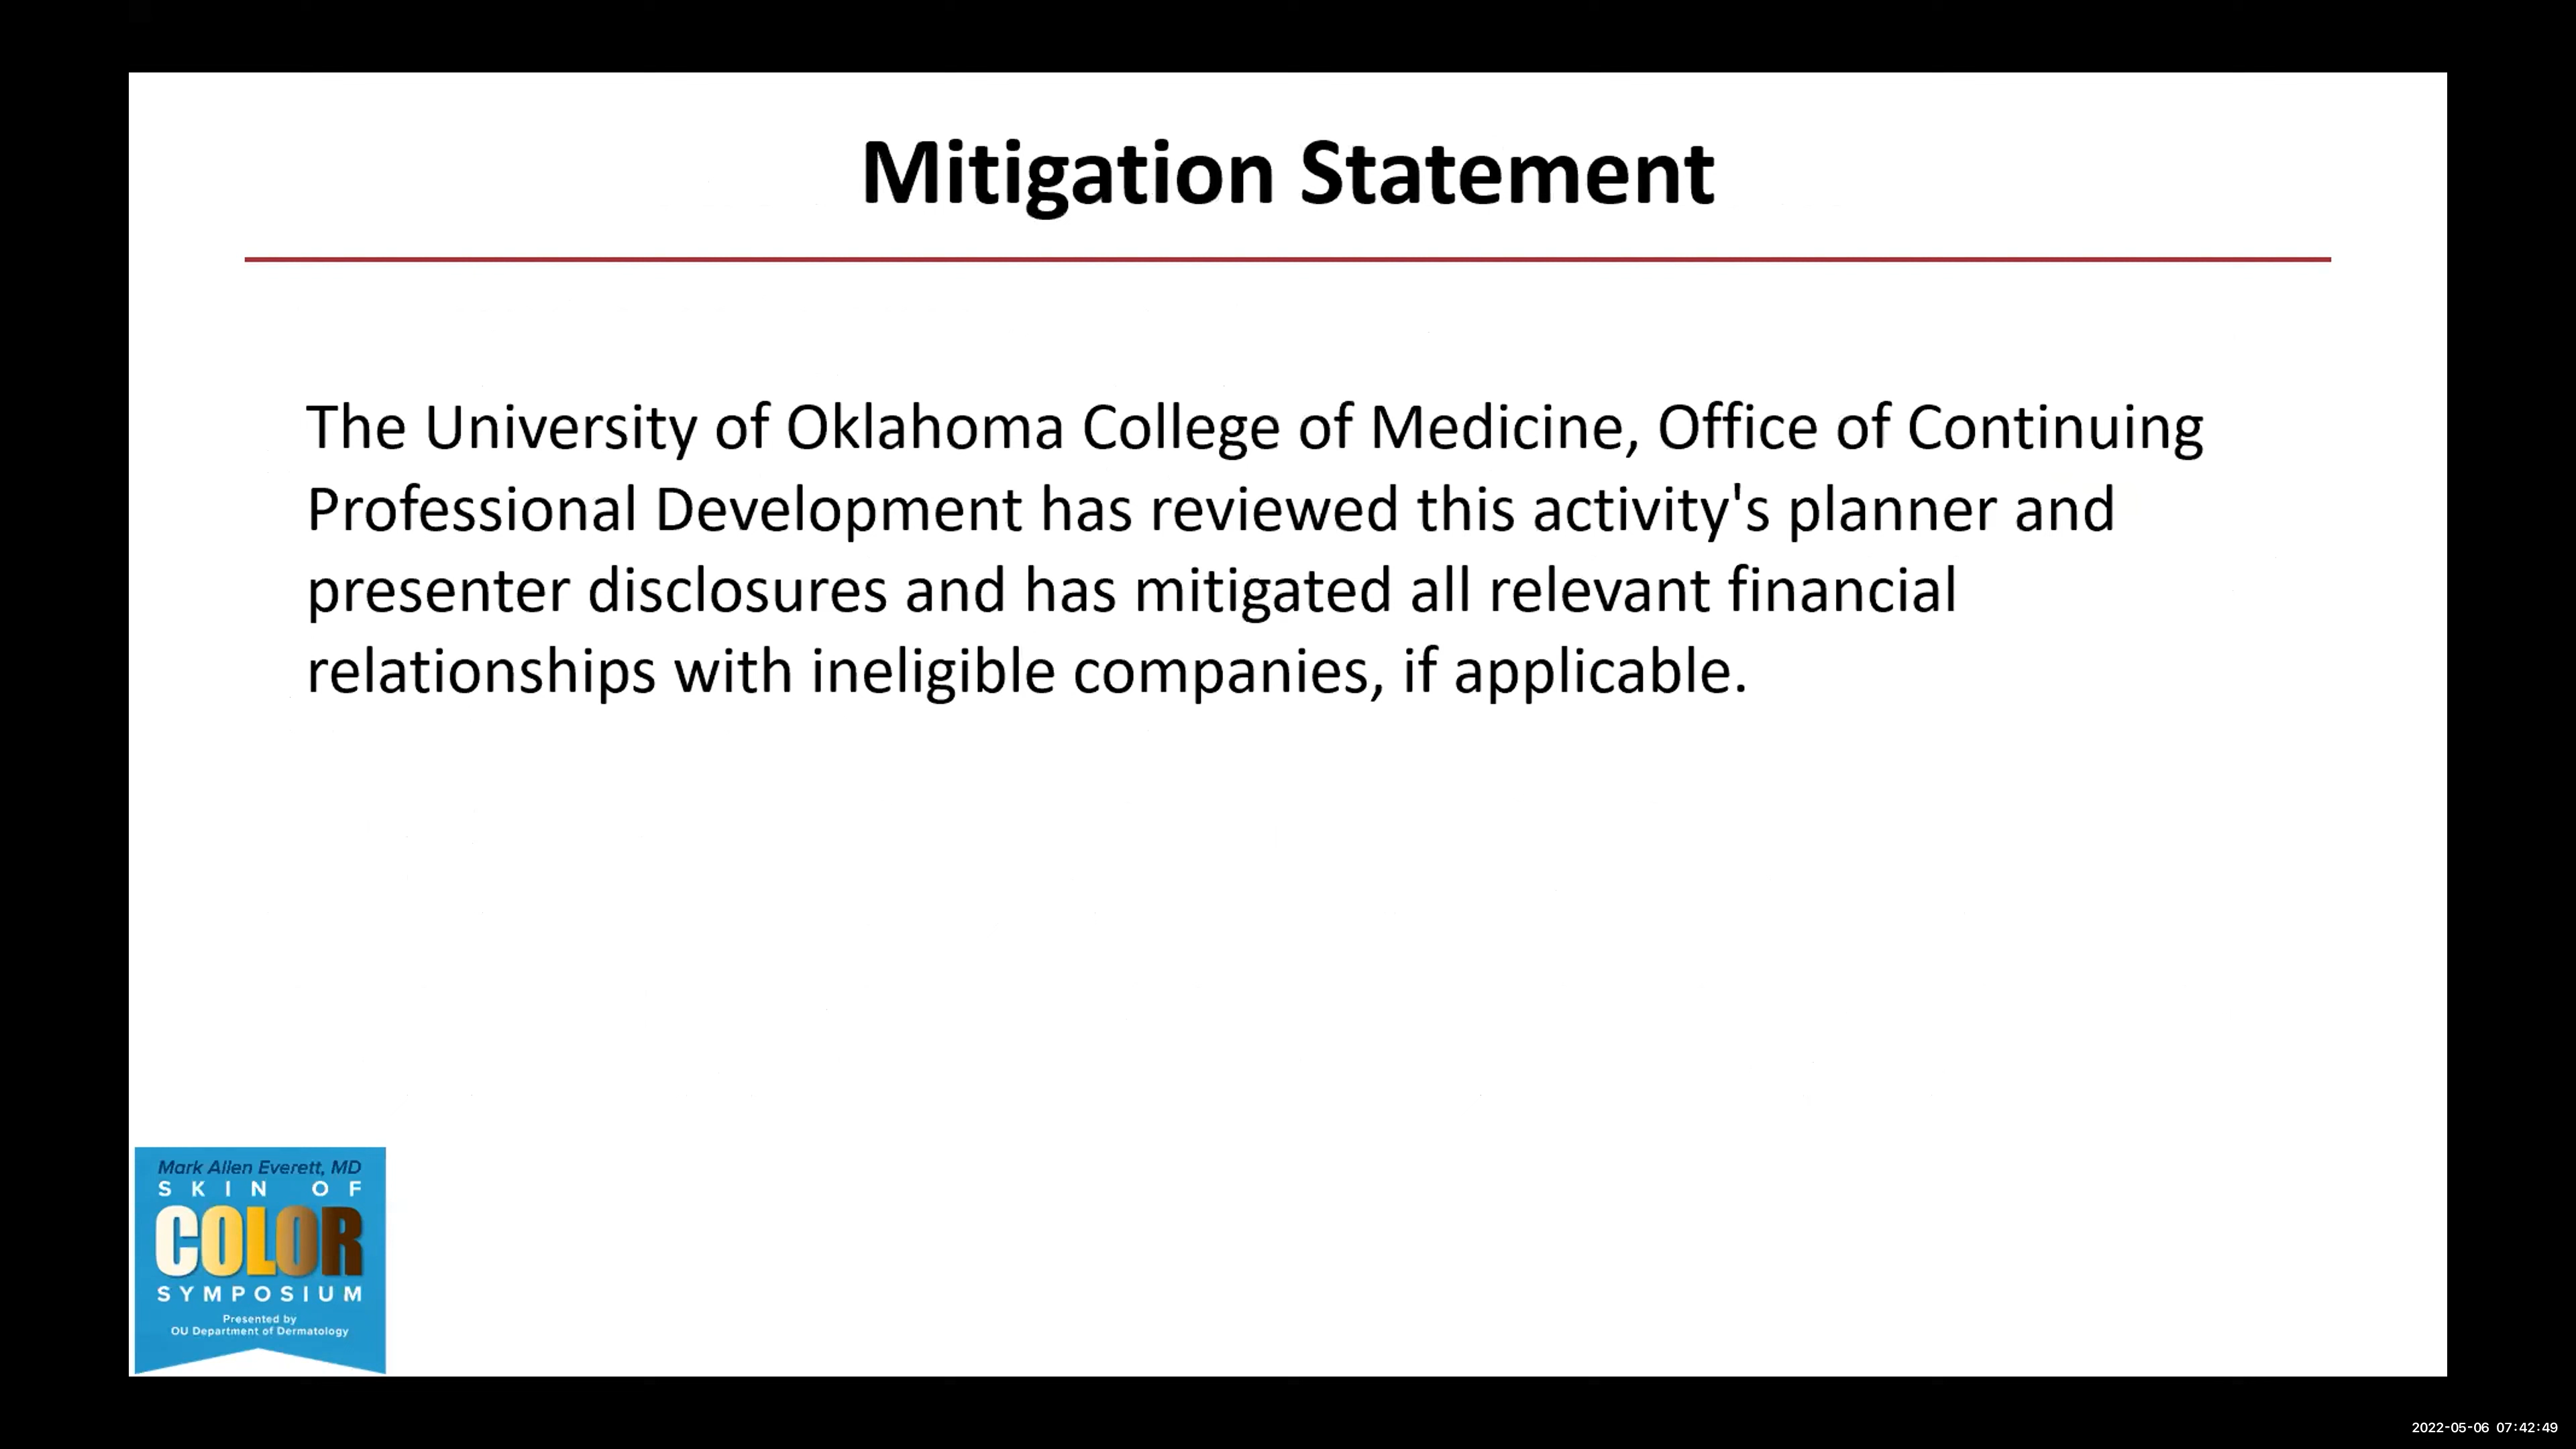 Mitigation Statement
The University of Oklahoma College of Medicine, Office of Continuing
Professional Development has reviewed this activity's planner and
presenter disclosures and has mitigated all relevant financial
relationships with ineligible companies, if applicable.
Mark Allen Everett, MD
SKIN OF
COLOR
SYMPOSIUM
Presented by
OU Department of Dermatology
2022-05-06 07:42:49